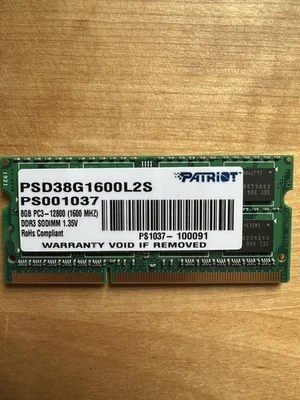 PATRIOT
PSD38G1600L2S
PS001037
8GB PC3-12800 (1600 MHZ)
DDR3 SODIMM 1.35V
RoHS Compliant
PS1037-100091
WARRANTY VOID IF REMOVED
1921